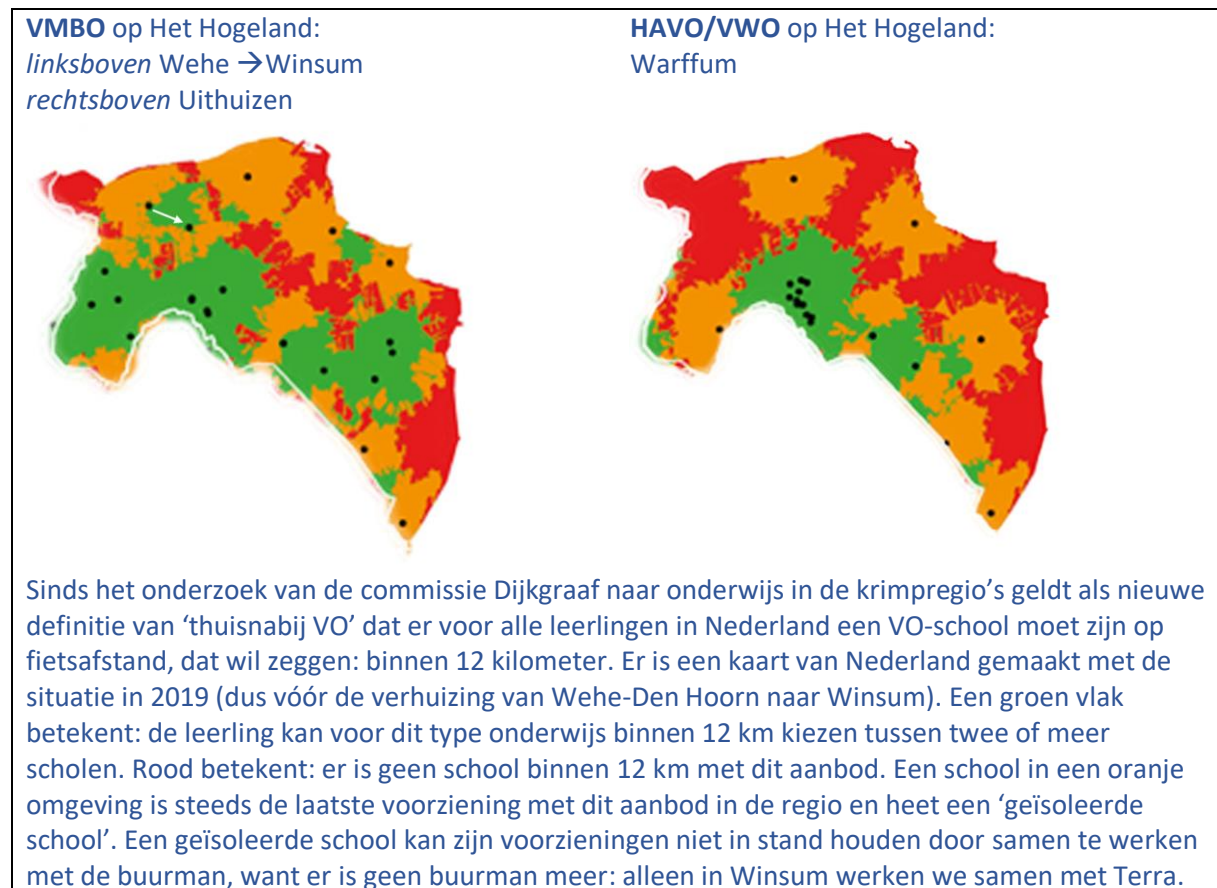 VMBO op Het Hogeland:
linksboven Wehe →Winsum
rechtsboven Uithuizen
HAVO/VWO op Het Hogeland:
Warffum
Sinds het onderzoek van de commissie Dijkgraaf naar onderwijs in de krimpregio’s geldt als nieuwe
definitie van ‘thuisnabij VO’ dat er voor alle leerlingen in Nederland een VO-school moet zijn op
fietsafstand, dat wil zeggen: binnen 12 kilometer. Er is een kaart van Nederland gemaakt met de
situatie in 2019 (dus vóór de verhuizing van Wehe-Den Hoorn naar Winsum). Een groen vlak
betekent: de leerling kan voor dit type onderwijs binnen 12 km kiezen tussen twee of meer
scholen. Rood betekent: er is geen school binnen 12 km met dit aanbod. Een school in een oranje
omgeving is steeds de laatste voorziening met dit aanbod in de regio en heet een ‘geïsoleerde
school’. Een geïsoleerde school kan zijn voorzieningen niet in stand houden door samen te werken
met de buurman, want er is geen buurman meer: alleen in Winsum werken we samen met Terra.